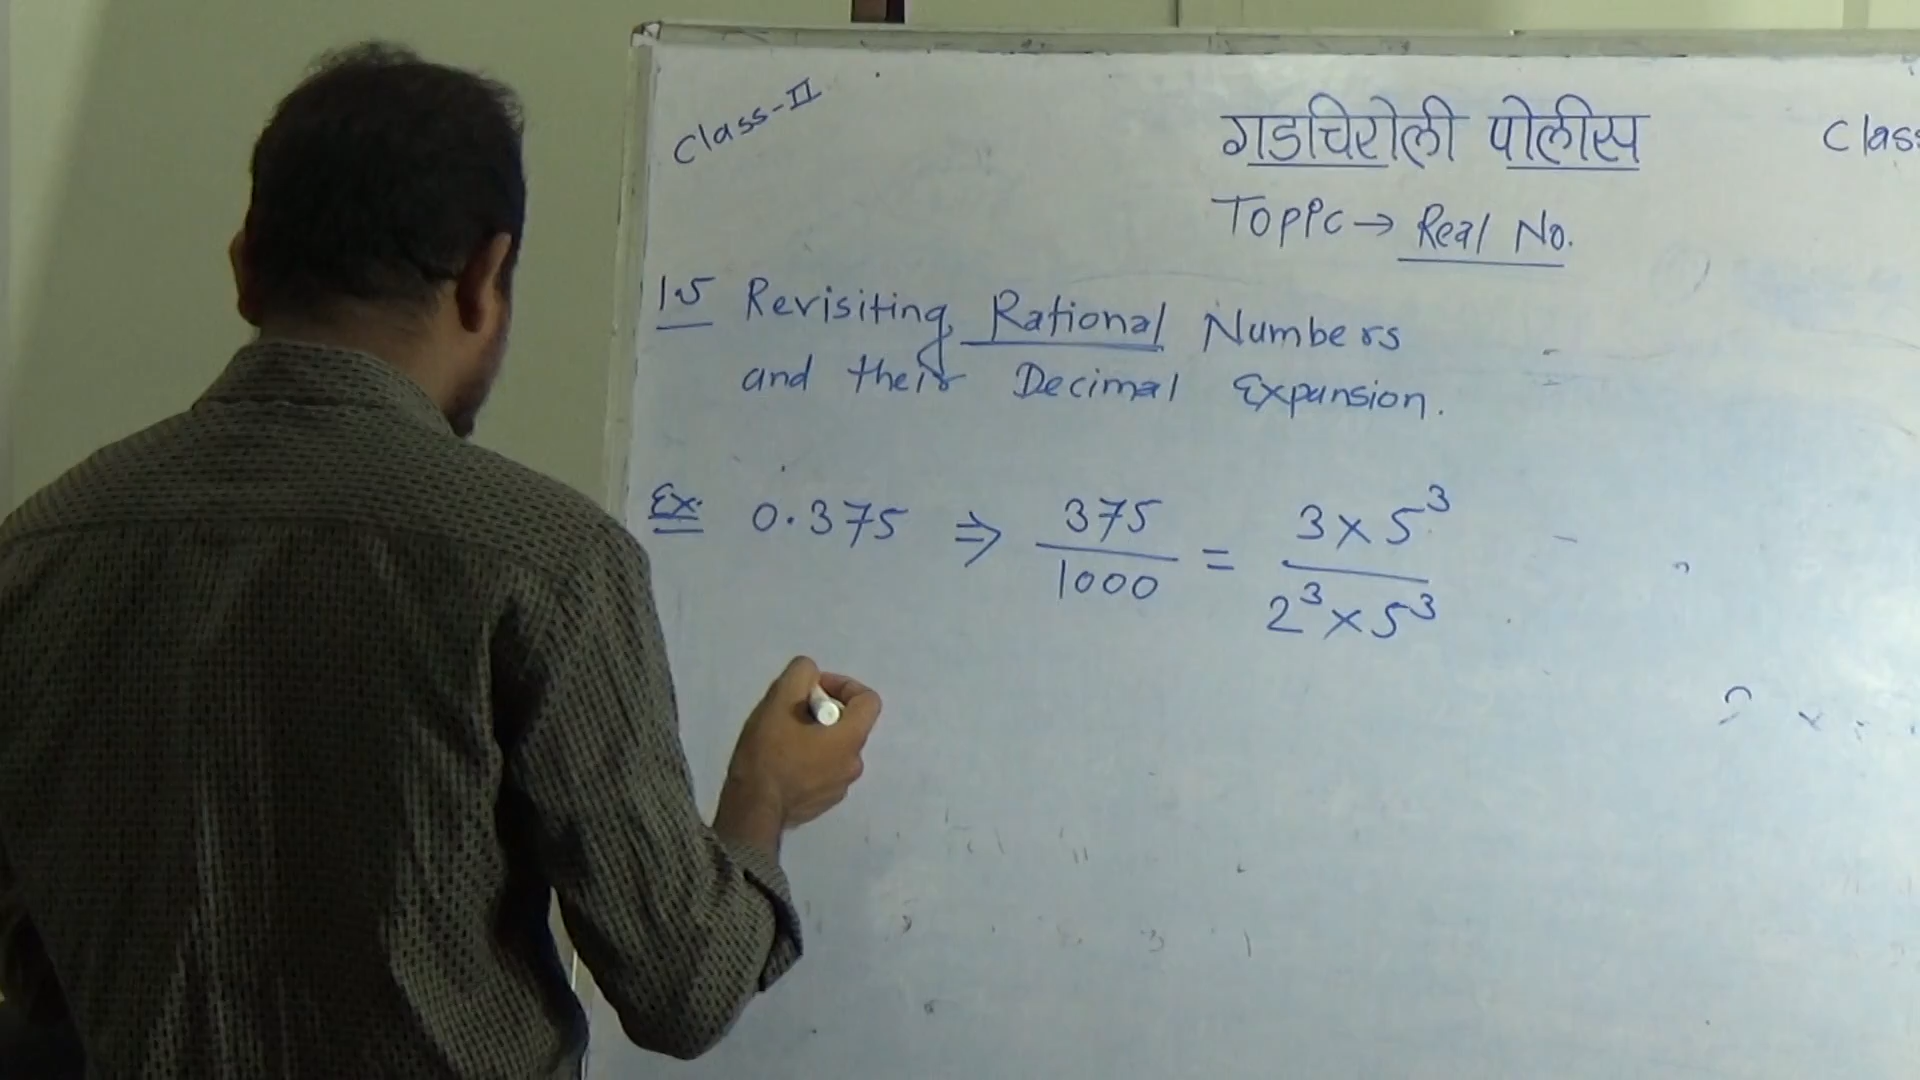 Class-II
गडचिरोली पोलीस
Class
Topic → Real No.
1.5 Revisiting Rational Numbers
and their Decimal Expansion.
Ex. 0.375 ⇒ 375/1000 = 3×5³/2³×5³